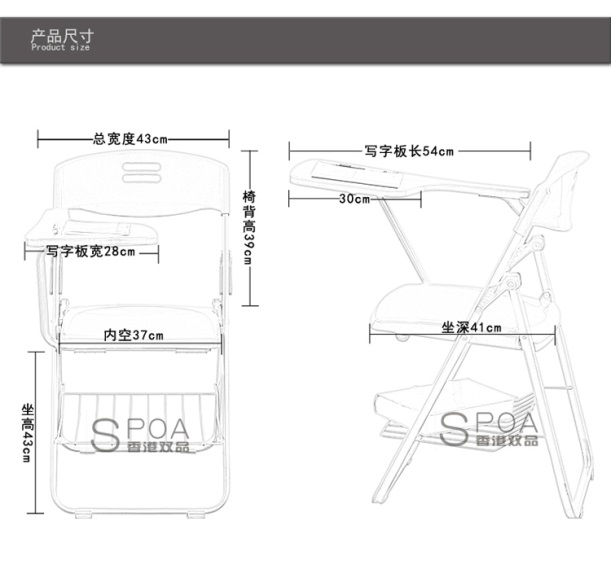 产品尺寸
Product size
总宽度43cm
写字板长54cm
椅背高39cm
30cm
写字板宽28cm
坐深41cm
内空37cm
坐高43cm
SPOA
香港双品
SPOA
香港双品